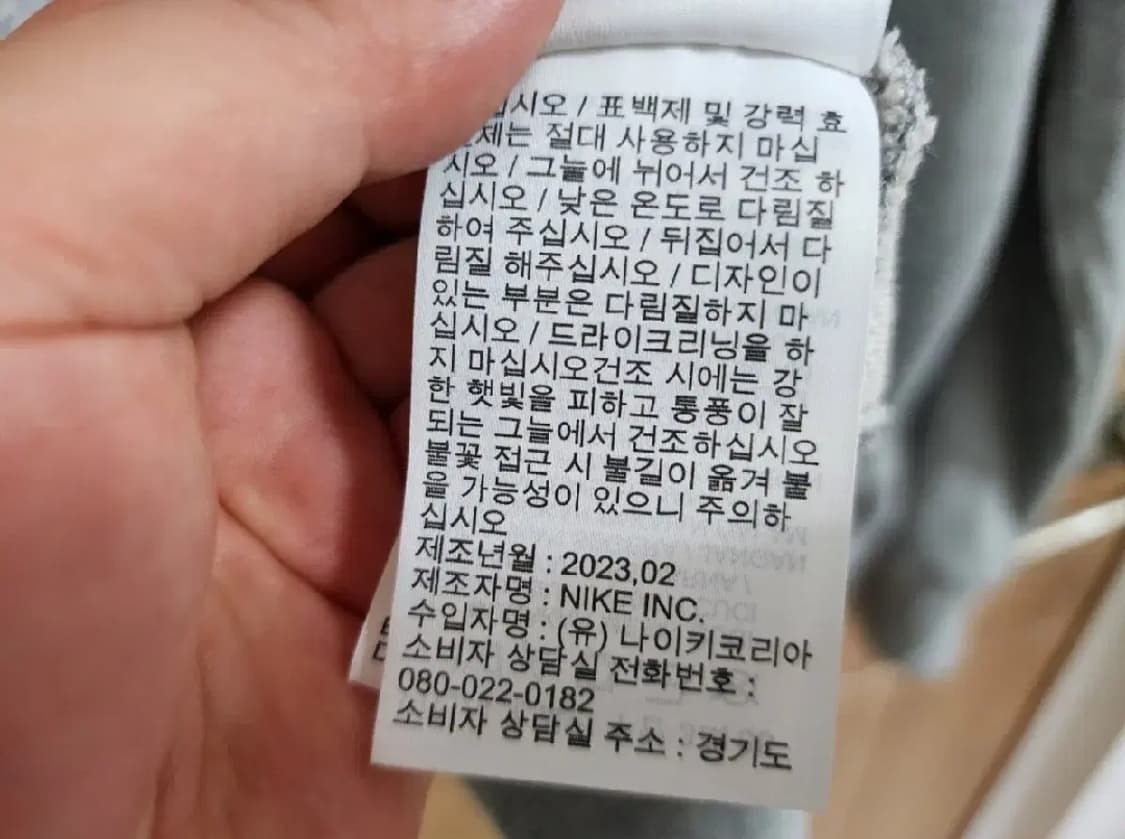 십시오 / 표백제 및 강력 효
제는 절대 사용하지 마십
시오 / 그늘에 뉘어서 건조 하
십시오 / 낮은 온도로 다림질
하여 주십시오 / 뒤집어서 다
림질 해주십시오 / 디자인이
있는 부분은 다림질하지 마
십시오 / 드라이크리닝을 하
지 마십시오건조 시에는 강
한 햇빛을 피하고 통풍이 잘
되는 그늘에서 건조하십시오
불꽃 접근 시 불길이 옮겨 붙
을 가능성이 있으니 주의하
십시오
제조년월 : 2023,02
제조자명 : NIKE INC.
수입자명 : (유) 나이키코리아
소비자 상담실 전화번호 :
080-022-0182
소비자 상담실 주소 : 경기도